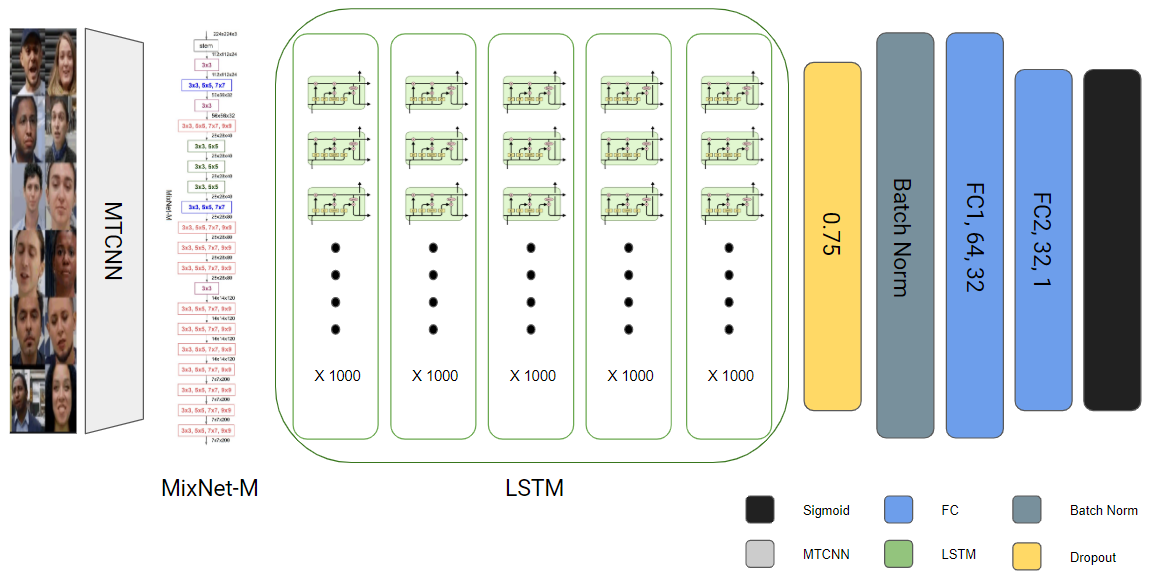 MTCNN
224x224x3
stem
112x112x24
3x3
112x112x24
3x3, 5x5, 7x7
3x3
56x56x32
3x3, 5x5, 7x7, 9x9
28x28x40
3x3, 5x5
28x28x40
3x3, 5x5
28x28x40
3x3, 5x5
28x28x40
3x3, 5x5, 7x7
28x28x80
3x3, 5x5, 7x7, 9x9
28x28x80
3x3, 5x5, 7x7, 9x9
28x28x80
3x3, 5x5, 7x7, 9x9
28x28x80
3x3
14x14x120
3x3, 5x5, 7x7, 9x9
14x14x120
3x3, 5x5, 7x7, 9x9
14x14x120
3x3, 5x5, 7x7, 9x9
14x14x120
3x3, 5x5, 7x7, 9x9
7x7x200
3x3, 5x5, 7x7, 9x9
7x7x200
3x3, 5x5, 7x7, 9x9
7x7x200
3x3, 5x5, 7x7, 9x9
7x7x200
MixNet-M
MixNet-M
X 1000
X 1000
X 1000
X 1000
X 1000
LSTM
0.75
Batch Norm
FC1, 64, 32
FC2, 32, 1
Sigmoid
FC
Batch Norm
MTCNN
LSTM
Dropout